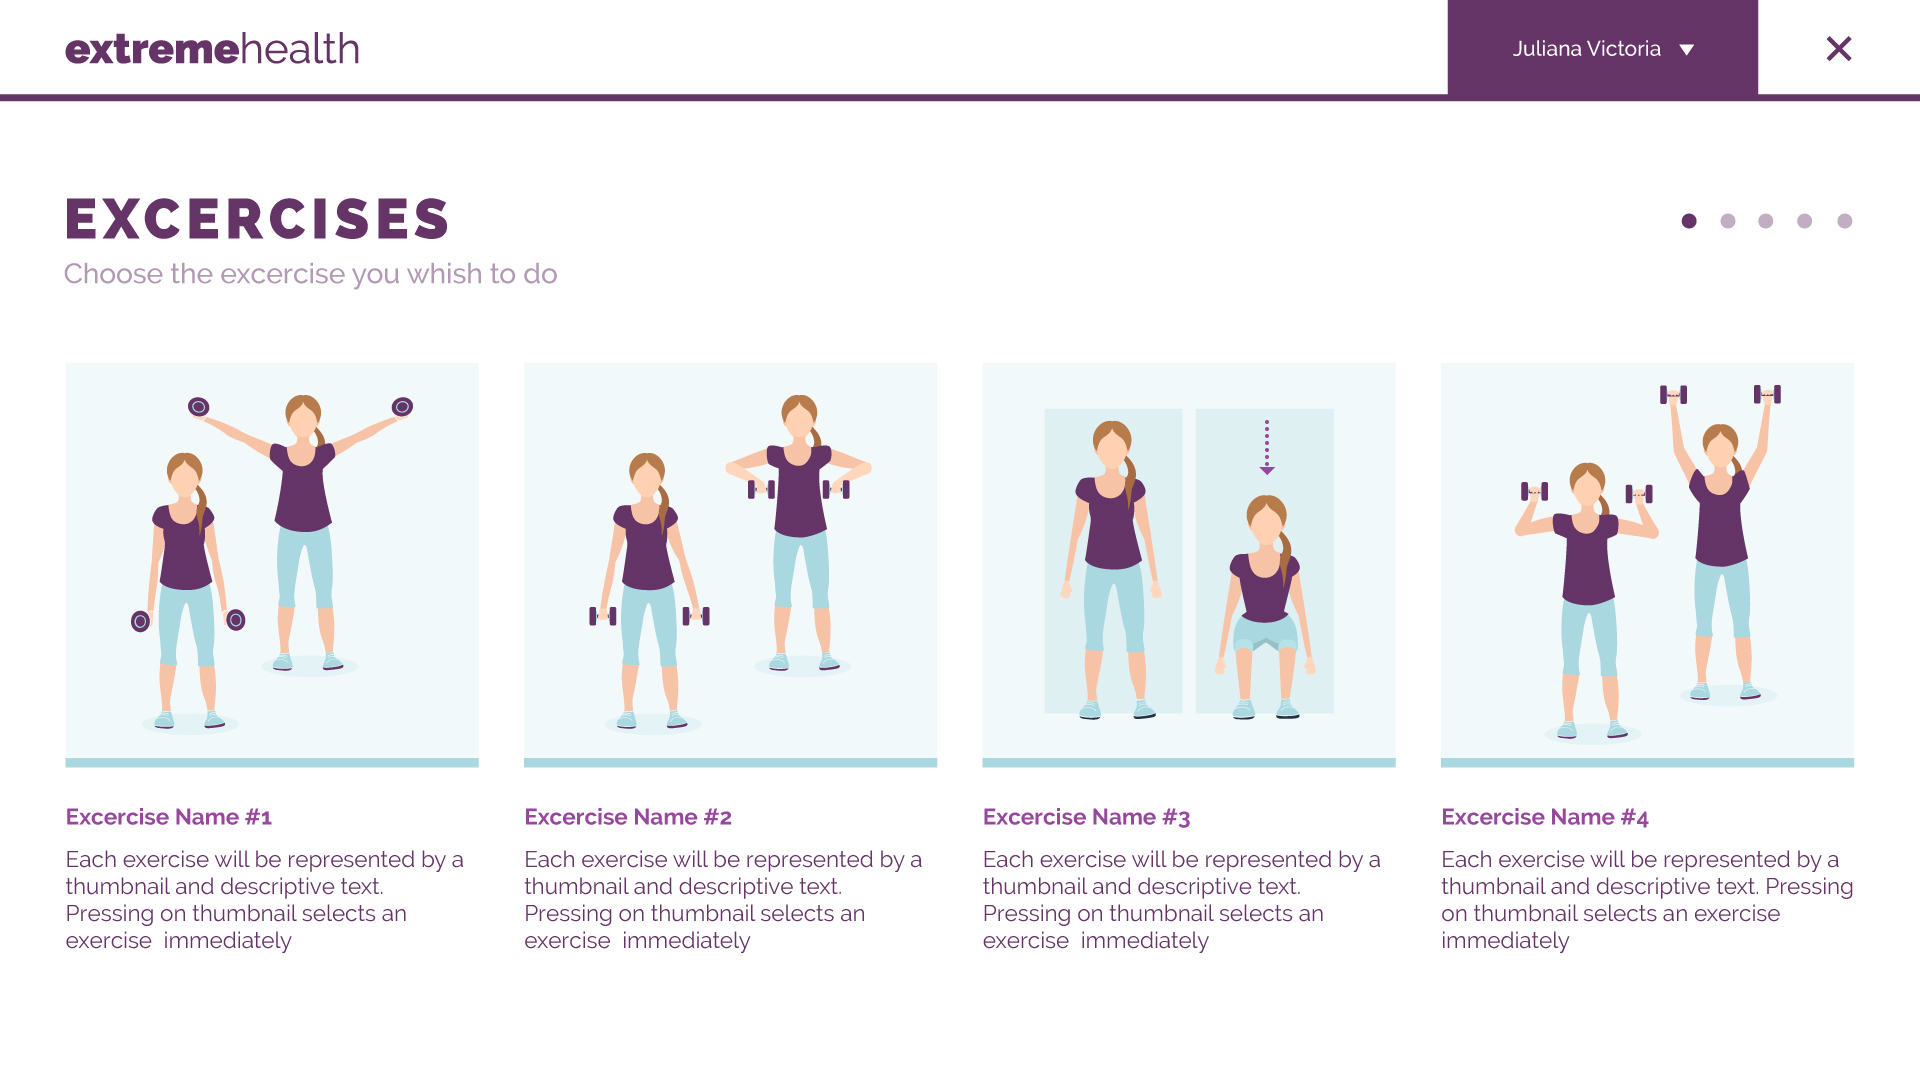 extremehealth
Juliana Victoria
EXCERCISES
Choose the excercise you whish to do
Excercise Name #1
Each exercise will be represented by a
thumbnail and descriptive text.
Pressing on thumbnail selects an
exercise  immediately
Excercise Name #2
Each exercise will be represented by a
thumbnail and descriptive text.
Pressing on thumbnail selects an
exercise  immediately
Excercise Name #3
Each exercise will be represented by a
thumbnail and descriptive text.
Pressing on thumbnail selects an
exercise  immediately
Excercise Name #4
Each exercise will be represented by a
thumbnail and descriptive text. Pressing
on thumbnail selects an exercise
immediately